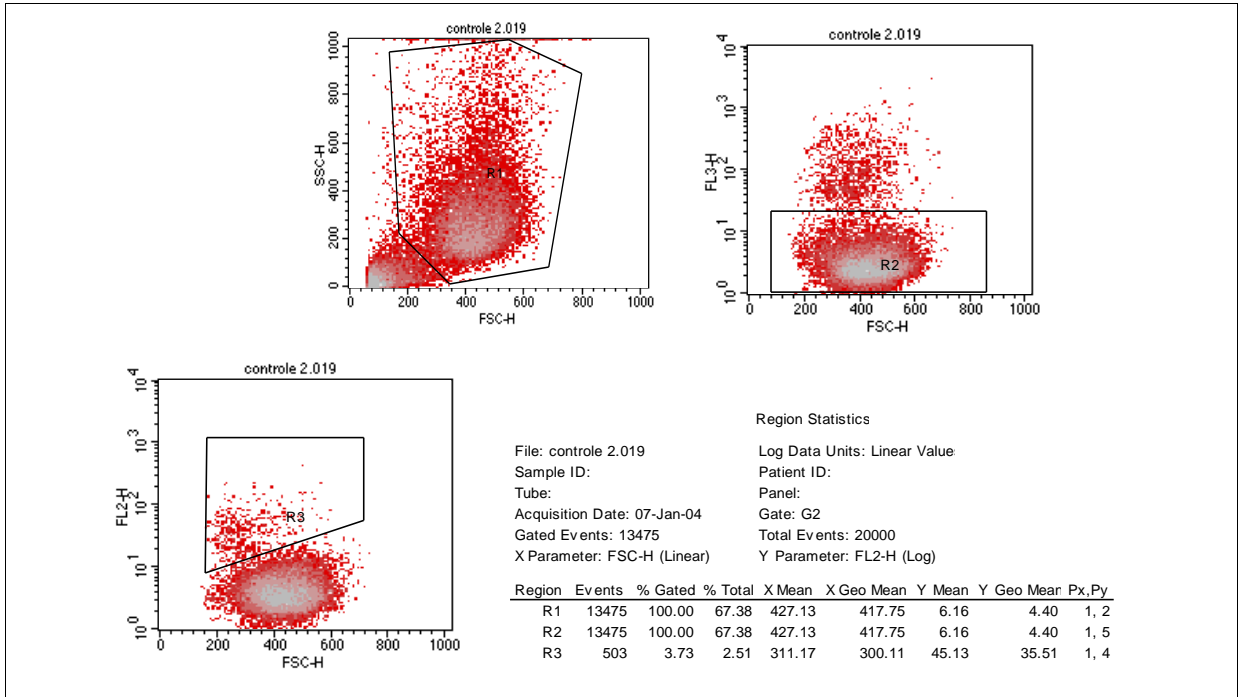 controle 2.019
1000
800
600
400
200
0
SSC-H
R1
0 200 400 600 800 1000
FSC-H
controle 2.019
10^4
10^3
10^2
10^1
10^0
FL3-H
R2
0 200 400 600 800 1000
FSC-H
controle 2.019
10^4
10^3
10^2
10^1
10^0
FL2-H
R3
0 200 400 600 800 1000
FSC-H
Region Statistics
File: controle 2.019 Log Data Units: Linear Value
Sample ID: Patient ID:
Tube: Panel:
Acquisition Date: 07-Jan-04 Gate: G2
Gated Events: 13475 Total Events: 20000
X Parameter: FSC-H (Linear) Y Parameter: FL2-H (Log)
Region Events % Gated % Total X Mean X Geo Mean Y Mean Y Geo Mear Px,Py
R1 13475 100.00 67.38 427.13 417.75 6.16 4.40 1, 2
R2 13475 100.00 67.38 427.13 417.75 6.16 4.40 1, 5
R3 503 3.73 2.51 311.17 300.11 45.13 35.51 1, 4